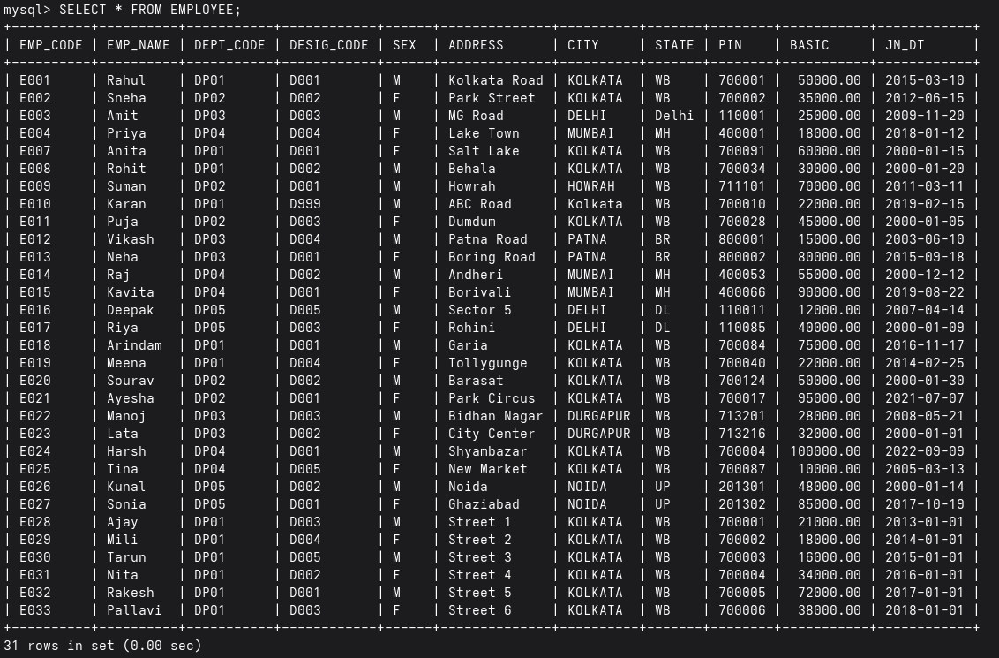 mysql> SELECT * FROM EMPLOYEE;
+----------+----------+-----------+------------+------+--------------+----------+-------+--------+-----------+------------+
| EMP_CODE | EMP_NAME | DEPT_CODE | DESIG_CODE | SEX  | ADDRESS      | CITY     | STATE | PIN    | BASIC     | JN_DT      |
+----------+----------+-----------+------------+------+--------------+----------+-------+--------+-----------+------------+
| E001     | Rahul    | DP01      | D001       | M    | Kolkata Road | KOLKATA  | WB    | 700001 |  50000.00 | 2015-03-10 |
| E002     | Sneha    | DP02      | D002       | F    | Park Street  | KOLKATA  | WB    | 700002 |  35000.00 | 2012-06-15 |
| E003     | Amit     | DP03      | D003       | M    | MG Road      | DELHI    | Delhi | 110001 |  25000.00 | 2009-11-20 |
| E004     | Priya    | DP04      | D004       | F    | Lake Town    | MUMBAI   | MH    | 400001 |  18000.00 | 2018-01-12 |
| E007     | Anita    | DP01      | D001       | F    | Salt Lake    | KOLKATA  | WB    | 700091 |  60000.00 | 2000-01-15 |
| E008     | Rohit    | DP01      | D002       | M    | Behala       | KOLKATA  | WB    | 700034 |  30000.00 | 2000-01-20 |
| E009     | Suman    | DP02      | D001       | M    | Howrah       | HOWRAH   | WB    | 711101 |  70000.00 | 2011-03-11 |
| E010     | Karan    | DP01      | D999       | M    | ABC Road     | Kolkata  | WB    | 700010 |  22000.00 | 2019-02-15 |
| E011     | Puja     | DP02      | D003       | F    | Dumdum       | KOLKATA  | WB    | 700028 |  45000.00 | 2000-01-05 |
| E012     | Vikash   | DP03      | D004       | M    | Patna Road   | PATNA    | BR    | 800001 |  15000.00 | 2003-06-10 |
| E013     | Neha     | DP03      | D001       | F    | Boring Road  | PATNA    | BR    | 800002 |  80000.00 | 2015-09-18 |
| E014     | Raj      | DP04      | D002       | M    | Andheri      | MUMBAI   | MH    | 400053 |  55000.00 | 2000-12-12 |
| E015     | Kavita   | DP04      | D001       | F    | Borivali     | MUMBAI   | MH    | 400066 |  90000.00 | 2019-08-22 |
| E016     | Deepak   | DP05      | D005       | M    | Sector 5     | DELHI    | DL    | 110011 |  12000.00 | 2007-04-14 |
| E017     | Riya     | DP05      | D003       | F    | Rohini       | DELHI    | DL    | 110085 |  40000.00 | 2000-01-09 |
| E018     | Arindam  | DP01      | D001       | M    | Garia        | KOLKATA  | WB    | 700084 |  75000.00 | 2016-11-17 |
| E019     | Meena    | DP01      | D004       | F    | Tollygunge   | KOLKATA  | WB    | 700040 |  22000.00 | 2014-02-25 |
| E020     | Sourav   | DP02      | D002       | M    | Barasat      | KOLKATA  | WB    | 700124 |  50000.00 | 2000-01-30 |
| E021     | Ayesha   | DP02      | D001       | F    | Park Circus  | KOLKATA  | WB    | 700017 |  95000.00 | 2021-07-07 |
| E022     | Manoj    | DP03      | D003       | M    | Bidhan Nagar | DURGAPUR | WB    | 713201 |  28000.00 | 2008-05-21 |
| E023     | Lata     | DP03      | D002       | F    | City Center  | DURGAPUR | WB    | 713216 |  32000.00 | 2000-01-01 |
| E024     | Harsh    | DP04      | D001       | M    | Shyambazar   | KOLKATA  | WB    | 700004 | 100000.00 | 2022-09-09 |
| E025     | Tina     | DP04      | D005       | F    | New Market   | KOLKATA  | WB    | 700087 |  10000.00 | 2005-03-13 |
| E026     | Kunal    | DP05      | D002       | M    | Noida        | NOIDA    | UP    | 201301 |  48000.00 | 2000-01-14 |
| E027     | Sonia    | DP05      | D001       | F    | Ghaziabad    | NOIDA    | UP    | 201302 |  85000.00 | 2017-10-19 |
| E028     | Ajay     | DP01      | D003       | M    | Street 1     | KOLKATA  | WB    | 700001 |  21000.00 | 2013-01-01 |
| E029     | Mili     | DP01      | D004       | F    | Street 2     | KOLKATA  | WB    | 700002 |  18000.00 | 2014-01-01 |
| E030     | Tarun    | DP01      | D005       | M    | Street 3     | KOLKATA  | WB    | 700003 |  16000.00 | 2015-01-01 |
| E031     | Nita     | DP01      | D002       | F    | Street 4     | KOLKATA  | WB    | 700004 |  34000.00 | 2016-01-01 |
| E032     | Rakesh   | DP01      | D001       | M    | Street 5     | KOLKATA  | WB    | 700005 |  72000.00 | 2017-01-01 |
| E033     | Pallavi  | DP01      | D003       | F    | Street 6     | KOLKATA  | WB    | 700006 |  38000.00 | 2018-01-01 |
+----------+----------+-----------+------------+------+--------------+----------+-------+--------+-----------+------------+
31 rows in set (0.00 sec)